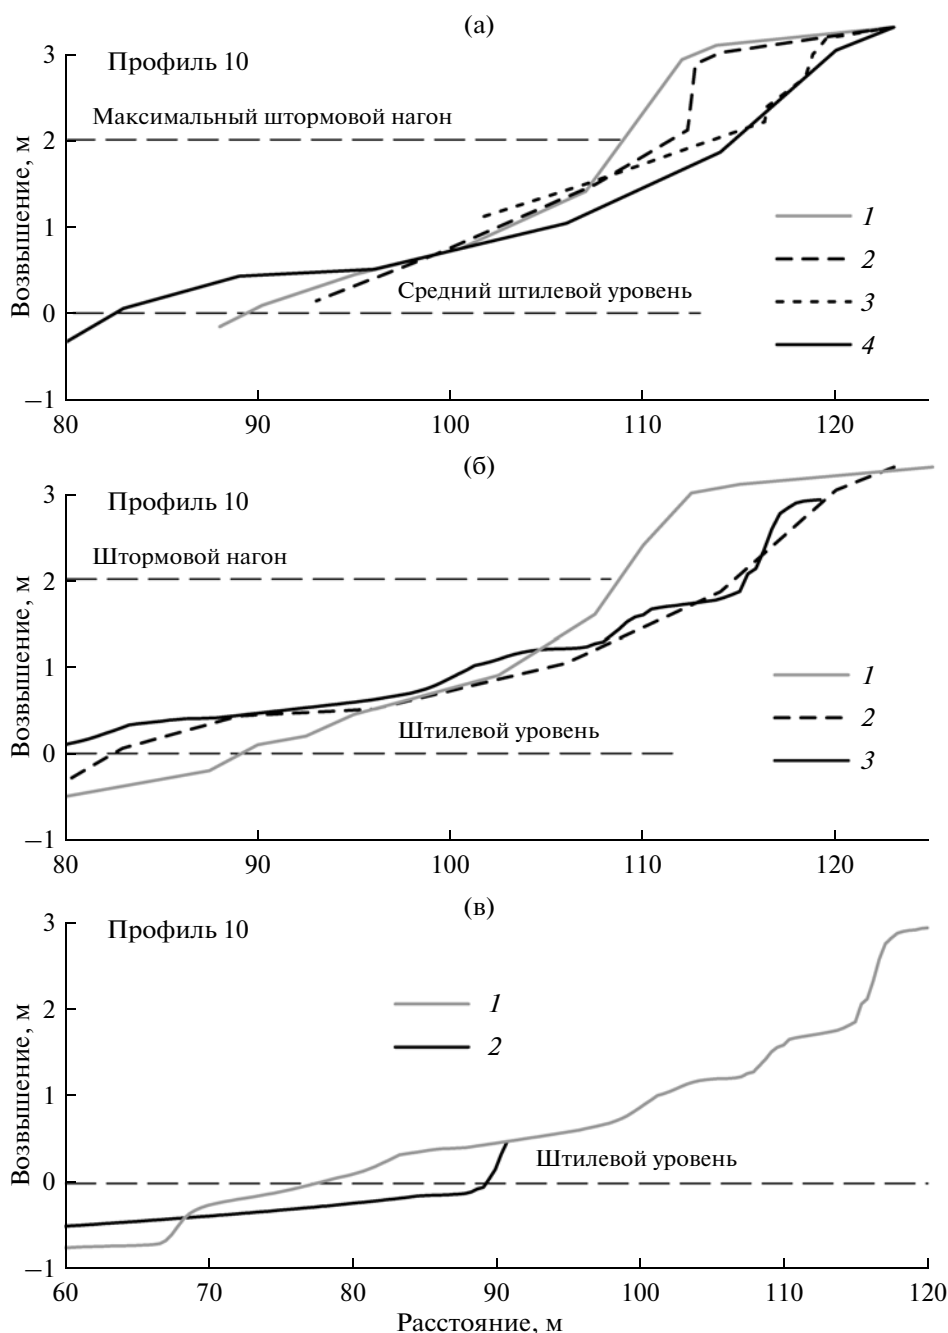 (а)
Профиль 10
Максимальный штормовой нагон
Средний штилевой уровень
Возвышение, м
3
2
1
0
−1
80
90
100
110
120
1
2
3
4
(б)
Профиль 10
Штормовой нагон
Штилевой уровень
Возвышение, м
3
2
1
0
−1
80
90
100
110
120
1
2
3
(в)
Профиль 10
Штилевой уровень
Возвышение, м
3
2
1
0
−1
60
70
80
90
100
110
120
1
2
Расстояние, м